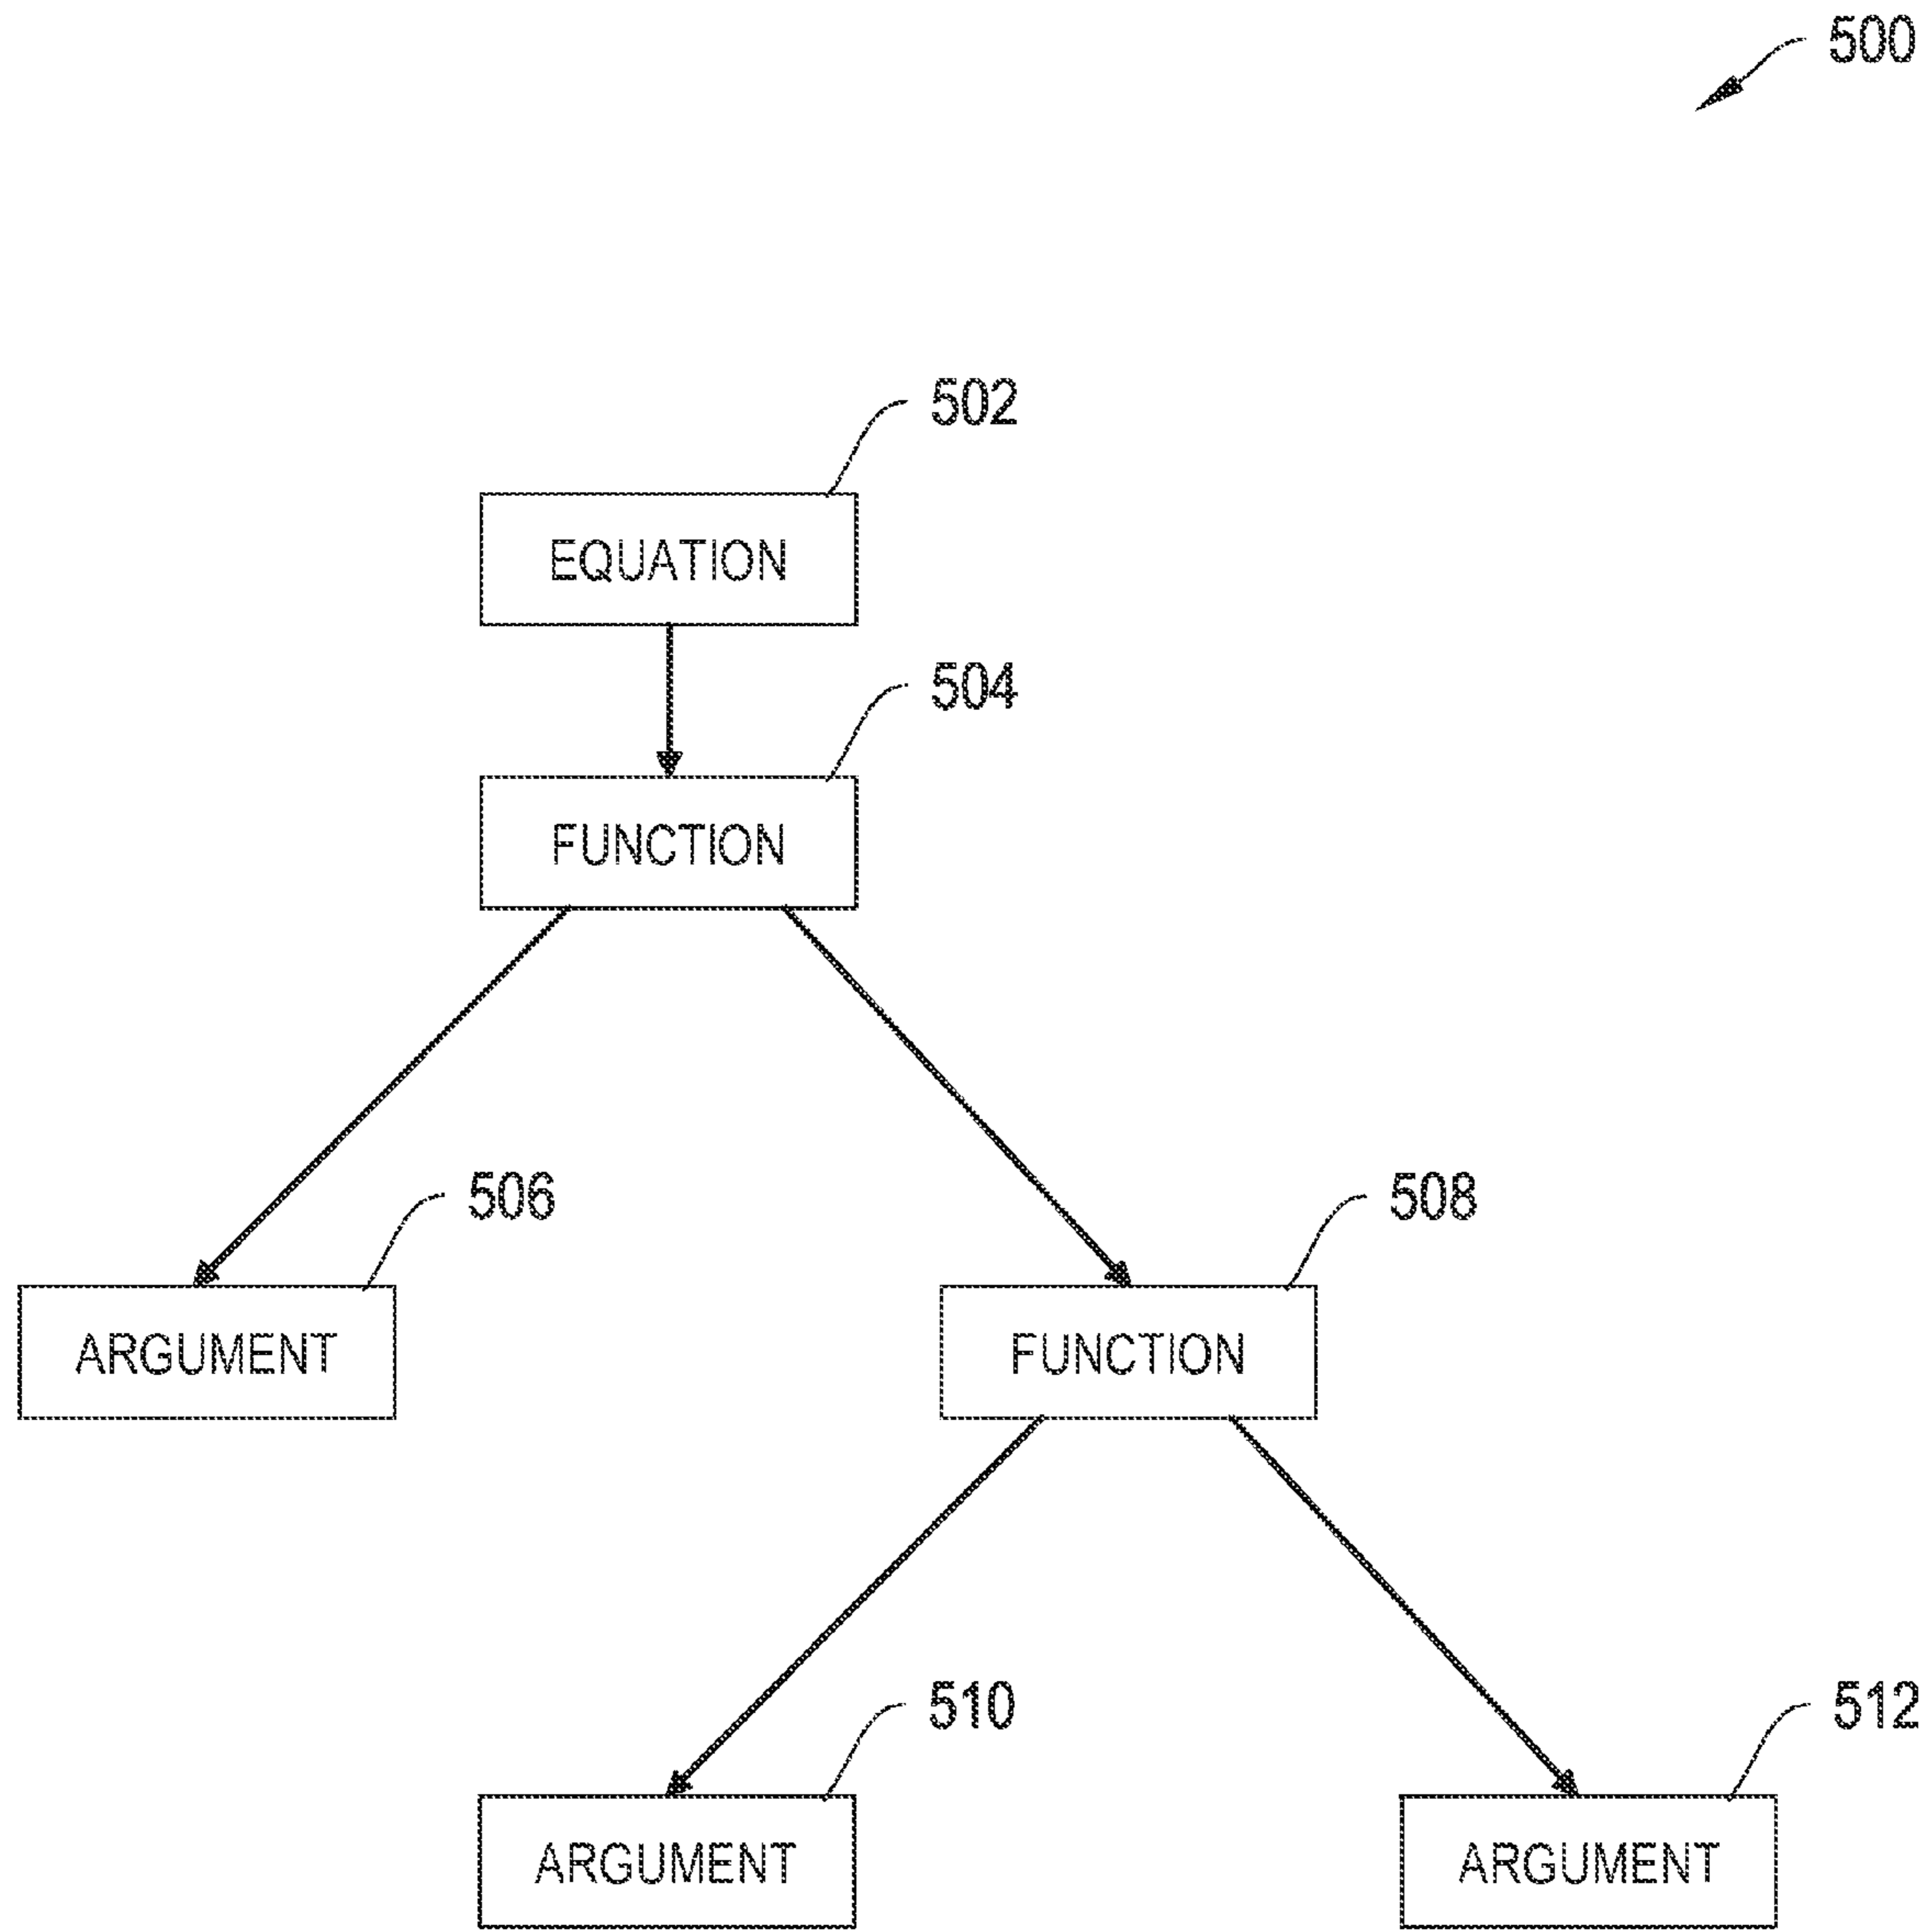 500
502
EQUATION
504
FUNCTION
506
508
ARGUMENT
FUNCTION
510
512
ARGUMENT
ARGUMENT